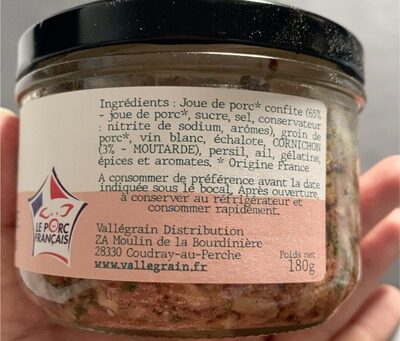 Ingrédients : Joue de porc* confite (65%
- joue de porc*, sucre, sel, conservateur
: nitrite de sodium, arômes), groin de
porc*, vin blanc, échalote, CORNICHON
(3% - MOUTARDE), persil, ail, gélatine,
épices et aromates. * Origine France
A consommer de préférence avant la date
indiquée sous le bocal. Après ouverture,
à conserver au réfrigérateur et
consommer rapidement.
LE PORC
FRANÇAIS
Vallégrain Distribution
ZA Moulin de la Bourdinière
28330 Coudray-au-Perche
www.vallegrain.fr
Poids net :
180g